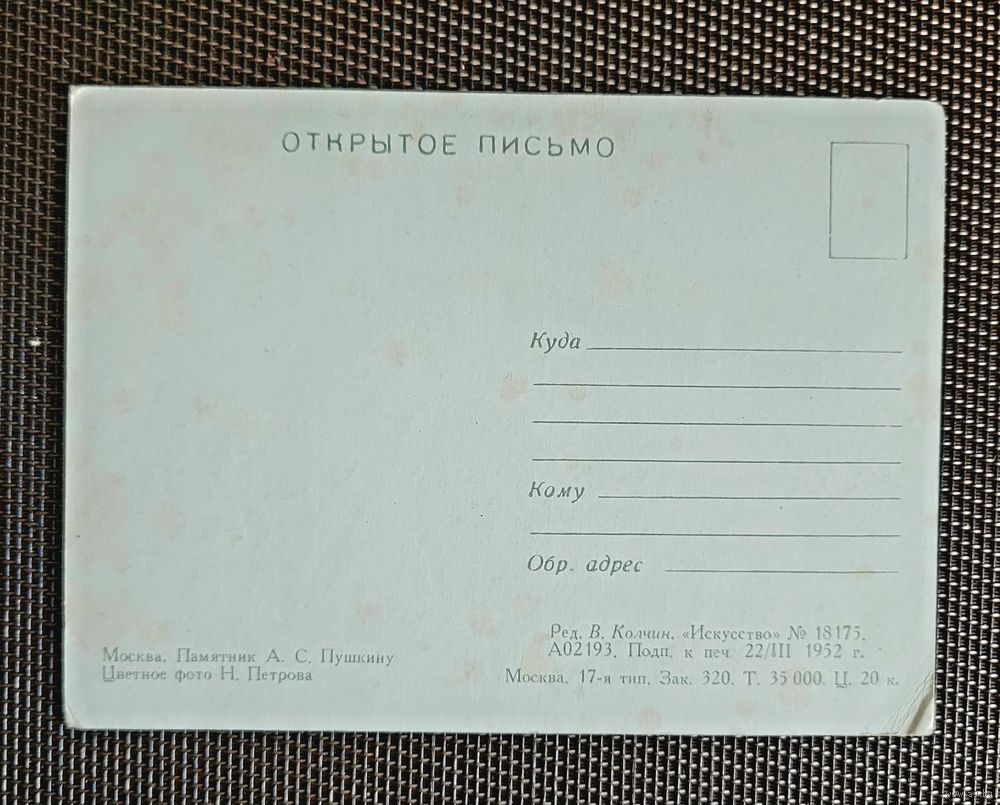 ОТКРЫТОЕ ПИСЬМО
Куда
Кому
Обр. адрес
Москва. Памятник А. С. Пушкину
Цветное фото Н. Петрова
Ред. В. Колчин. «Искусство» № 18175.
А02193. Подп. к печ. 22/III 1952 г.
Москва. 17-я тип. Зак. 320. Т. 35 000. Ц. 20 к.